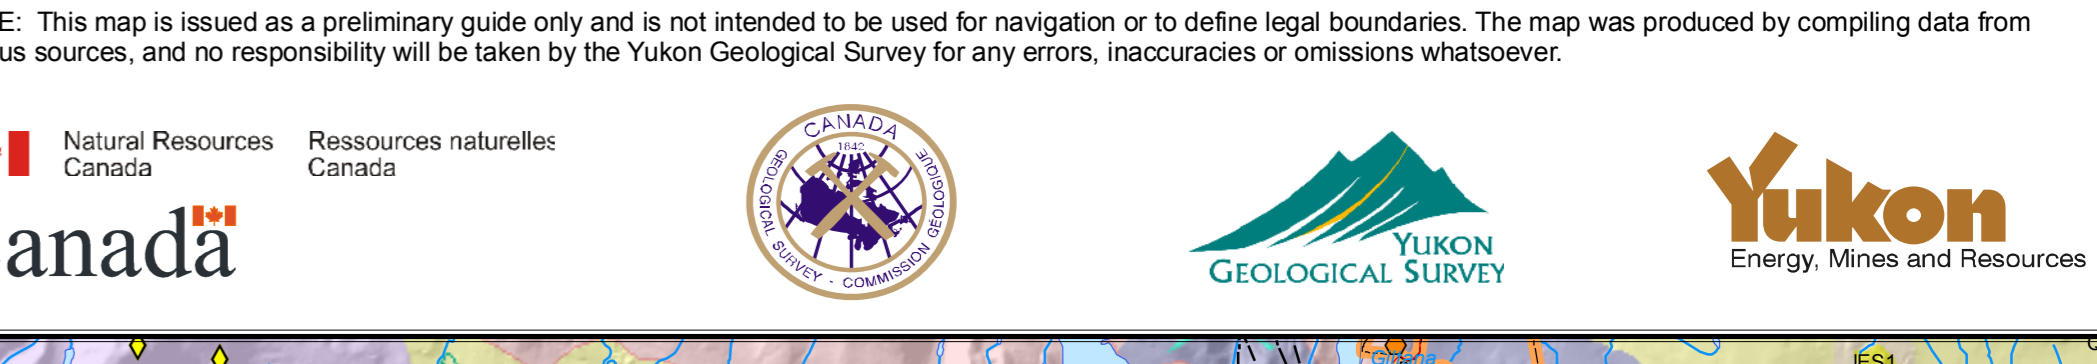 E: This map is issued as a preliminary guide only and is not intended to be used for navigation or to define legal boundaries. The map was produced by compiling data from
us sources, and no responsibility will be taken by the Yukon Geological Survey for any errors, inaccuracies or omissions whatsoever.
Natural Resources
Canada
Ressources naturelles
Canada
anada
CANADA
1842
GEOLOGICAL SURVEY - COMMISSION GÉOLOGIQUE
YUKON
GEOLOGICAL SURVEY
Yukon
Energy, Mines and Resources